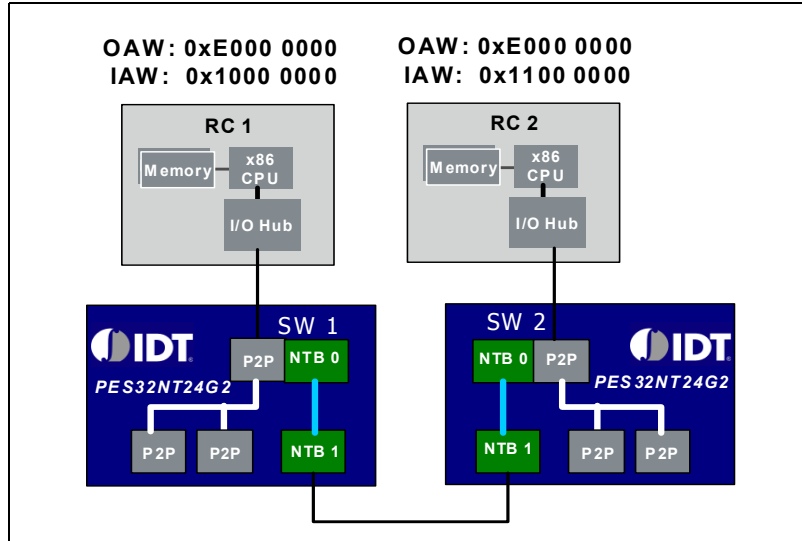 OAW: 0xE000 0000
IAW: 0x1000 0000
OAW: 0xE000 0000
IAW: 0x1100 0000
RC 1
Memory
x86
CPU
I/O Hub
RC 2
Memory
x86
CPU
I/O Hub
SW 1
IDT
PES32NT24G2
P2P
NTB 0
P2P
P2P
NTB 1
SW 2
IDT
PES32NT24G2
NTB 0
P2P
NTB 1
P2P
P2P